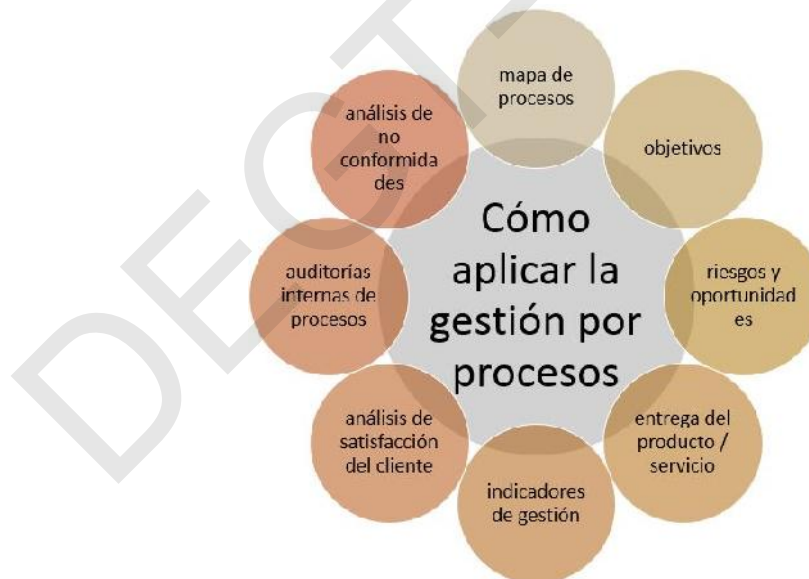 mapa de
procesos
objetivos
riesgos y
oportunidad
es
entrega del
producto /
servicio
indicadores
de gestión
análisis de
satisfacción
del cliente
auditorías
internas de
procesos
análisis de
no
conformida
des
Cómo
aplicar la
gestión por
procesos